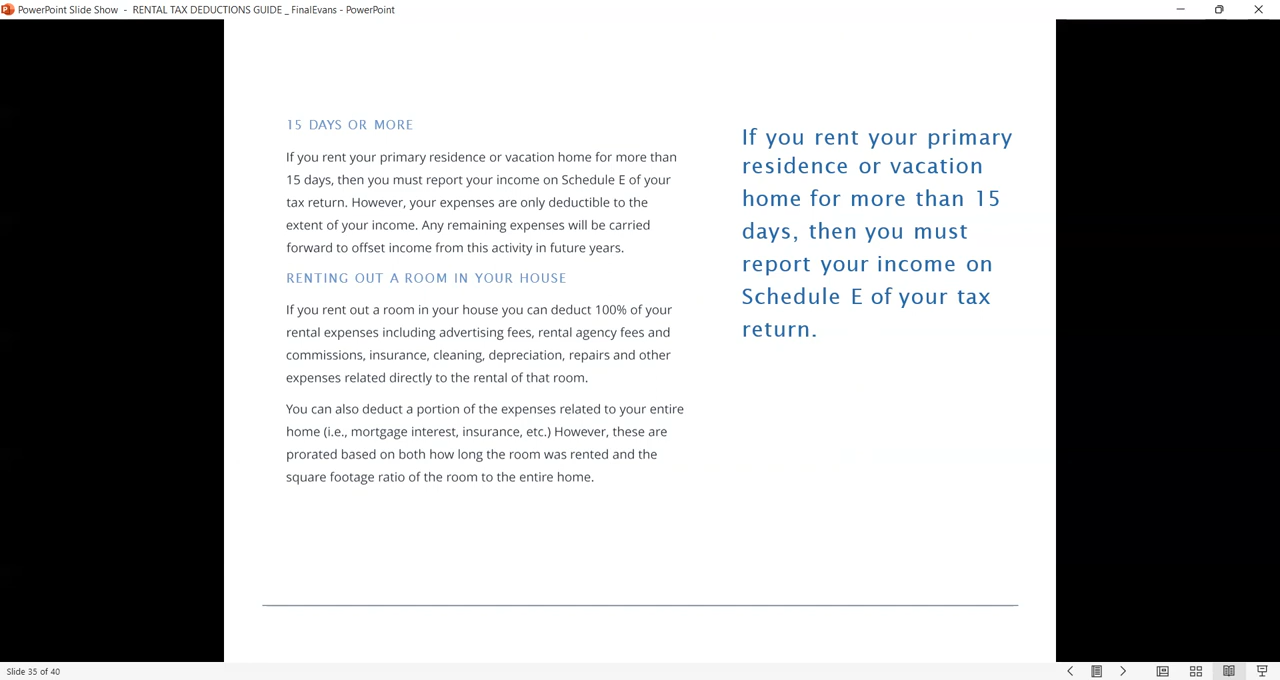 PowerPoint Slide Show - RENTAL TAX DEDUCTIONS GUIDE _ FinalEvans - PowerPoint
15 DAYS OR MORE
If you rent your primary residence or vacation home for more than
15 days, then you must report your income on Schedule E of your
tax return. However, your expenses are only deductible to the
extent of your income. Any remaining expenses will be carried
forward to offset income from this activity in future years.
RENTING OUT A ROOM IN YOUR HOUSE
If you rent out a room in your house you can deduct 100% of your
rental expenses including advertising fees, rental agency fees and
commissions, insurance, cleaning, depreciation, repairs and other
expenses related directly to the rental of that room.
You can also deduct a portion of the expenses related to your entire
home (i.e., mortgage interest, insurance, etc.) However, these are
prorated based on both how long the room was rented and the
square footage ratio of the room to the entire home.
If you rent your primary
residence or vacation
home for more than 15
days, then you must
report your income on
Schedule E of your tax
return.
Slide 35 of 40